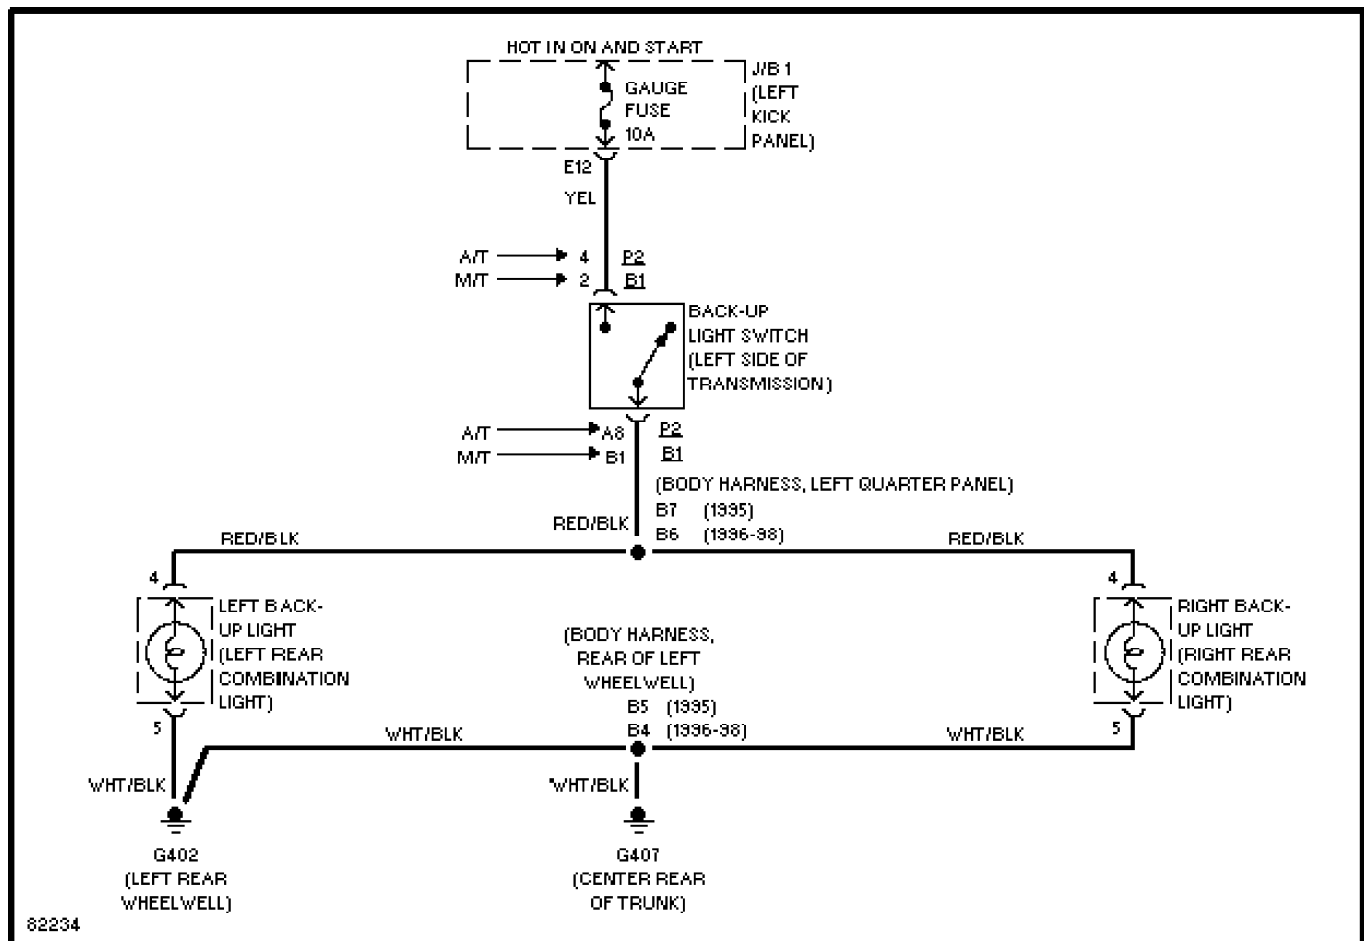 HOT IN ON AND START
GAUGE
FUSE
10A
J/B 1
(LEFT
KICK
PANEL)
E12
YEL
A/T 4 P2
M/T 2 B1
BACK-UP
LIGHT SWITCH
(LEFT SIDE OF
TRANSMISSION)
A/T A8 P2
M/T B1 B1
(BODY HARNESS, LEFT QUARTER PANEL)
B7 (1995)
B6 (1996-98)
RED/BLK
RED/BLK
RED/BLK
4
LEFT BACK-
UP LIGHT
(LEFT REAR
COMBINATION
LIGHT)
5
(BODY HARNESS,
REAR OF LEFT
WHEELWELL)
B5 (1995)
B4 (1996-98)
4
RIGHT BACK-
UP LIGHT
(RIGHT REAR
COMBINATION
LIGHT)
5
WHT/BLK
WHT/BLK
WHT/BLK
WHT/BLK
G402
(LEFT REAR
WHEELWELL)
G407
(CENTER REAR
OF TRUNK)
82234